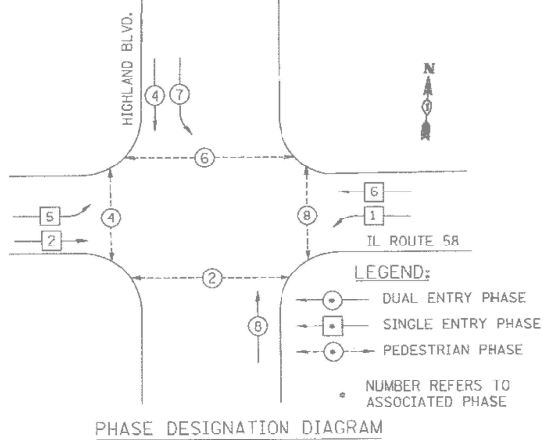 HIGHLAND BLVD.
4
7
N
6
6
5
4
8
1
2
IL ROUTE 58
2
8
LEGEND:
DUAL ENTRY PHASE
SINGLE ENTRY PHASE
PEDESTRIAN PHASE
* NUMBER REFERS TO
ASSOCIATED PHASE
PHASE DESIGNATION DIAGRAM